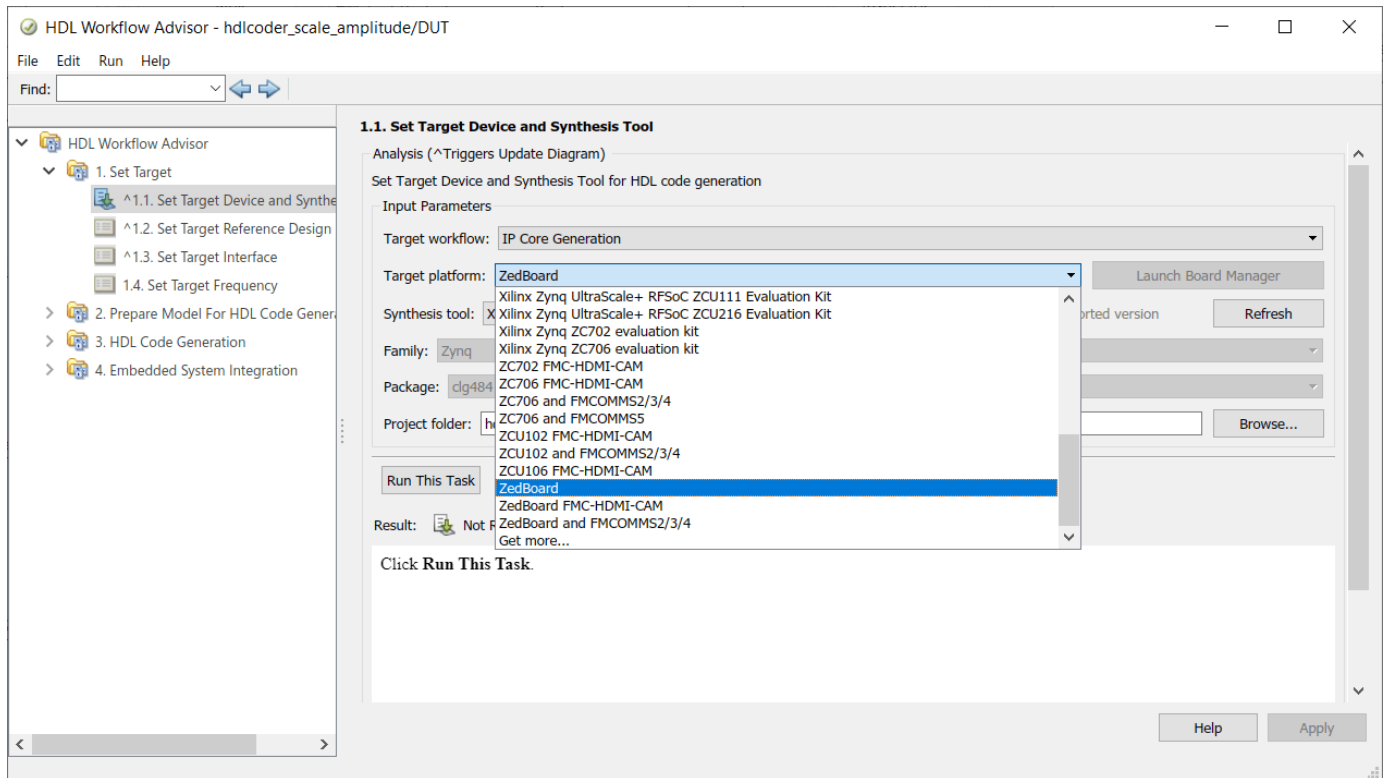 HDL Workflow Advisor - hdlcoder_scale_amplitude/DUT
File Edit Run Help
Find:
HDL Workflow Advisor
1. Set Target
^1.1. Set Target Device and Synthe
^1.2. Set Target Reference Design
^1.3. Set Target Interface
1.4. Set Target Frequency
2. Prepare Model For HDL Code Gener
3. HDL Code Generation
4. Embedded System Integration
1.1. Set Target Device and Synthesis Tool
Analysis (^Triggers Update Diagram)
Set Target Device and Synthesis Tool for HDL code generation
Input Parameters
Target workflow: IP Core Generation
Target platform: ZedBoard Launch Board Manager
Xilinx Zynq UltraScale+ RFSoC ZCU111 Evaluation Kit
Synthesis tool: X Xilinx Zynq UltraScale+ RFSoC ZCU216 Evaluation Kit orted version Refresh
Xilinx Zynq ZC702 evaluation kit
Family: Zynq Xilinx Zynq ZC706 evaluation kit
ZC702 FMC-HDMI-CAM
Package: clg484 ZC706 FMC-HDMI-CAM
ZC706 and FMCOMMS2/3/4
Project folder: h ZC706 and FMCOMMS5 Browse...
ZCU102 FMC-HDMI-CAM
ZCU102 and FMCOMMS2/3/4
ZCU106 FMC-HDMI-CAM
Run This Task ZedBoard
ZedBoard FMC-HDMI-CAM
Result: Not ZedBoard and FMCOMMS2/3/4
Get more...
Click Run This Task.
Help Apply